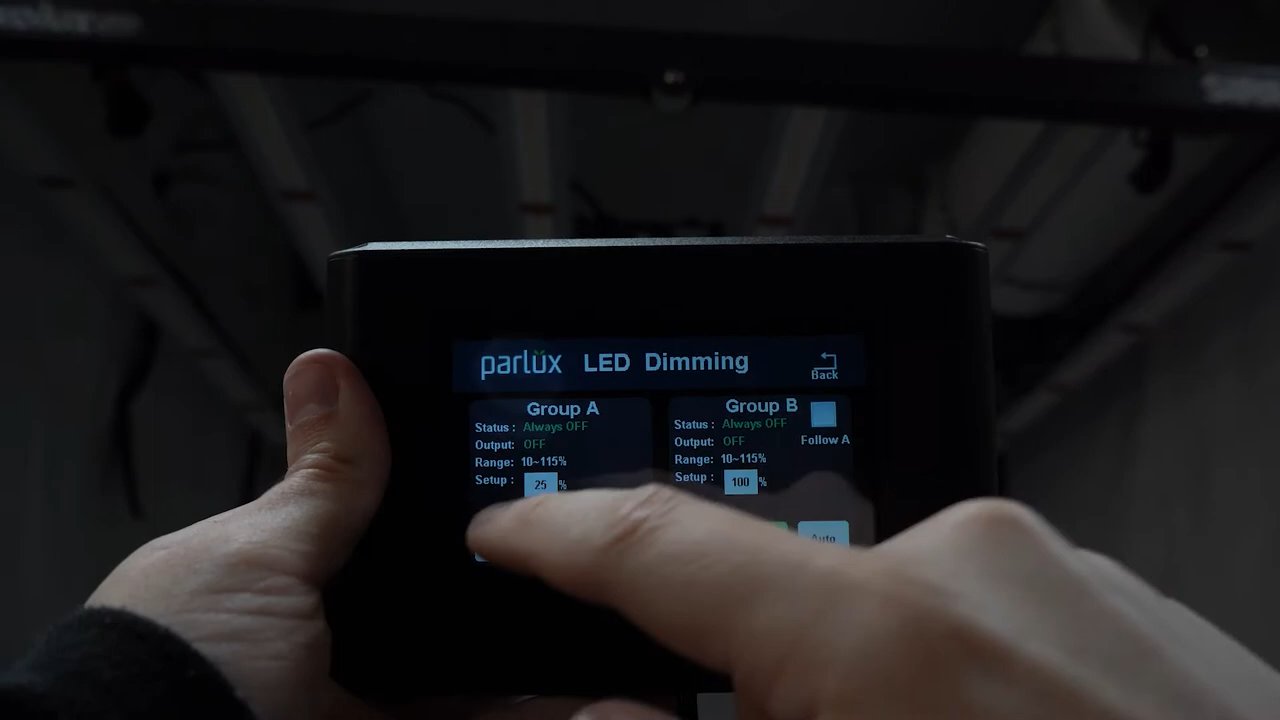 parlux LED Dimming
Back
Group A
Status : Always OFF
Output: OFF
Range: 10~115%
Setup : 25 %
Group B
Status : Always OFF
Output: OFF
Range: 10~115%
Setup : 100 %
Follow A
Auto